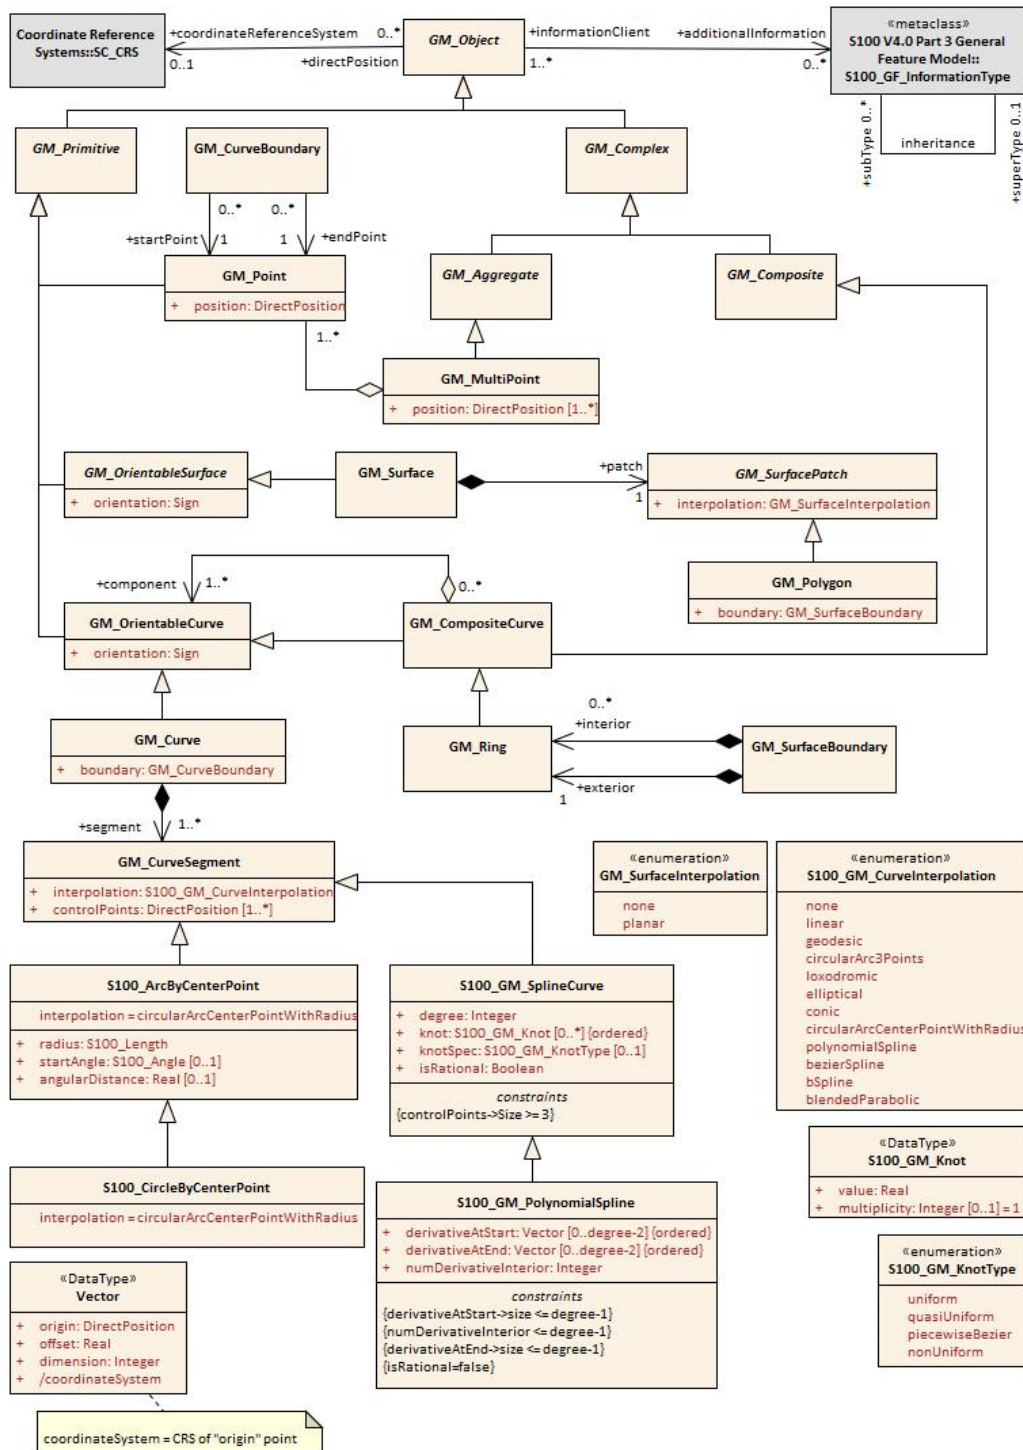 Coordinate Reference
Systems::SC_CRS
+coordinateReferenceSystem
0..*
0..1
+directPosition
GM_Object
+informationClient
+additionalInformation
1..*
0..*
«metaclass»
S100 V4.0 Part 3 General
Feature Model::
S100_GF_InformationType
+subType 0..*
inheritance
+superType 0..1
GM_Primitive
GM_CurveBoundary
GM_Complex
0..*
0..*
+startPoint
1
1
+endPoint
GM_Point
+ position: DirectPosition
GM_Aggregate
GM_Composite
1..*
GM_MultiPoint
+ position: DirectPosition [1..*]
GM_OrientableSurface
+ orientation: Sign
GM_Surface
+patch
1
GM_SurfacePatch
+ interpolation: GM_SurfaceInterpolation
GM_Polygon
+ boundary: GM_SurfaceBoundary
+component
1..*
0..*
GM_OrientableCurve
+ orientation: Sign
GM_CompositeCurve
GM_Curve
+ boundary: GM_CurveBoundary
GM_Ring
0..*
+interior
+exterior
1
GM_SurfaceBoundary
+segment
1..*
GM_CurveSegment
+ interpolation: S100_GM_CurveInterpolation
+ controlPoints: DirectPosition [1..*]
«enumeration»
GM_SurfaceInterpolation
none
planar
«enumeration»
S100_GM_CurveInterpolation
none
linear
geodesic
circularArc3Points
loxodromic
elliptical
conic
circularArcCenterPointWithRadius
polynomialSpline
bezierSpline
bSpline
blendedParabolic
S100_ArcByCenterPoint
interpolation = circularArcCenterPointWithRadius
+ radius: S100_Length
+ startAngle: S100_Angle [0..1]
+ angularDistance: Real [0..1]
S100_GM_SplineCurve
+ degree: Integer
+ knot: S100_GM_Knot [0..*] {ordered}
+ knotSpec: S100_GM_KnotType [0..1]
+ isRational: Boolean
constraints
{controlPoints->Size >= 3}
S100_CircleByCenterPoint
interpolation = circularArcCenterPointWithRadius
S100_GM_PolynomialSpline
+ derivativeAtStart: Vector [0..degree-2] {ordered}
+ derivativeAtEnd: Vector [0..degree-2] {ordered}
+ numDerivativeInterior: Integer
constraints
{derivativeAtStart->size <= degree-1}
{numDerivativeInterior <= degree-1}
{derivativeAtEnd->size <= degree-1}
{isRational=false}
«DataType»
S100_GM_Knot
+ value: Real
+ multiplicity: Integer [0..1] = 1
«enumeration»
S100_GM_KnotType
uniform
quasiUniform
piecewiseBezier
nonUniform
«DataType»
Vector
+ origin: DirectPosition
+ offset: Real
+ dimension: Integer
+ /coordinateSystem
coordinateSystem = CRS of "origin" point